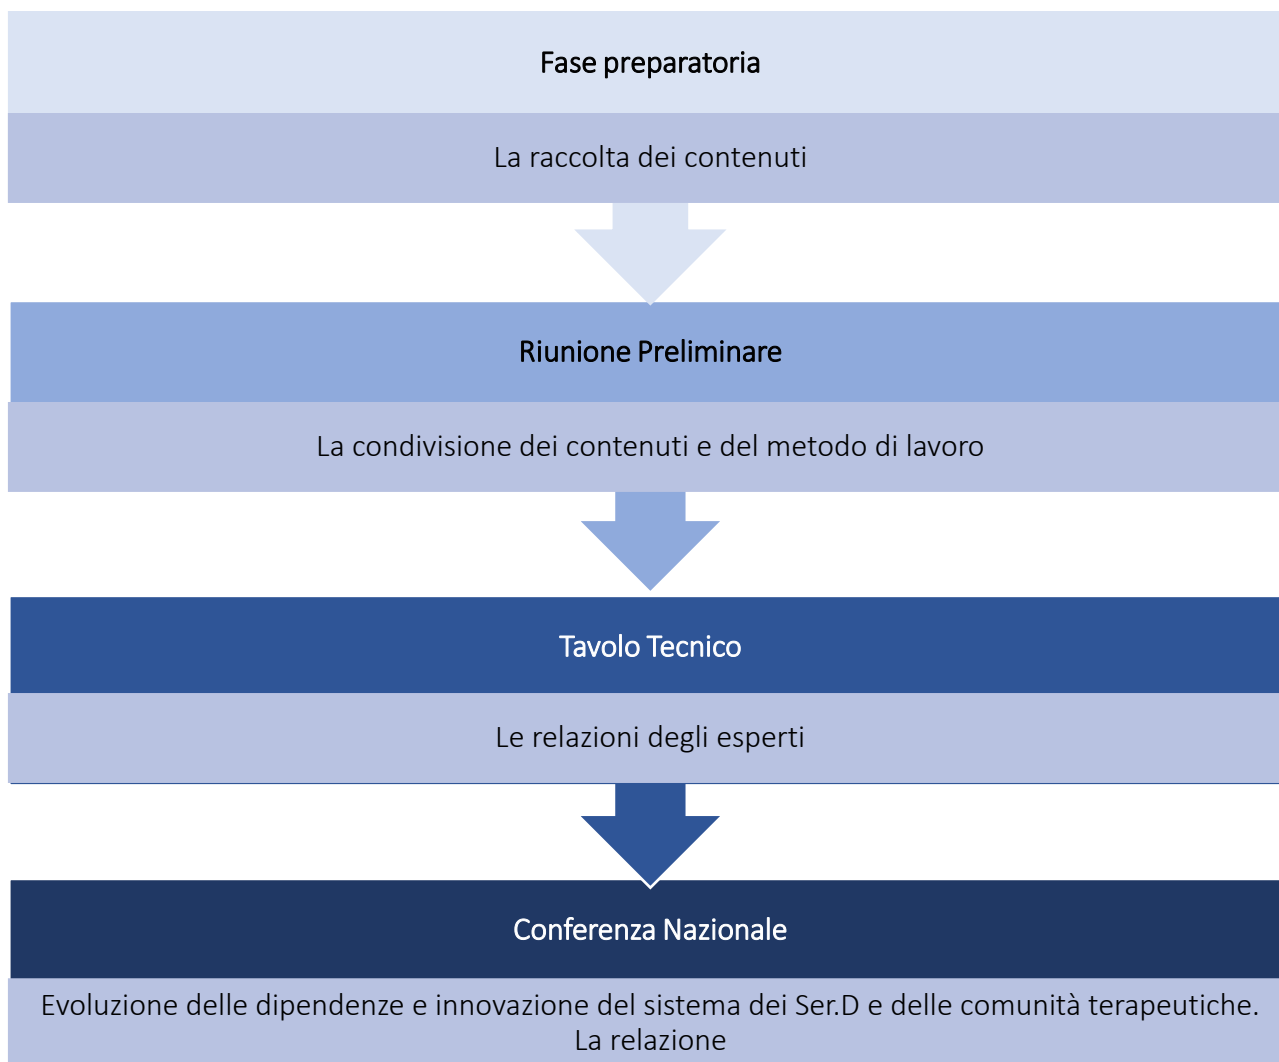 Fase preparatoria
La raccolta dei contenuti
Riunione Preliminare
La condivisione dei contenuti e del metodo di lavoro
Tavolo Tecnico
Le relazioni degli esperti
Conferenza Nazionale
Evoluzione delle dipendenze e innovazione del sistema dei Ser.D e delle comunità terapeutiche.
La relazione